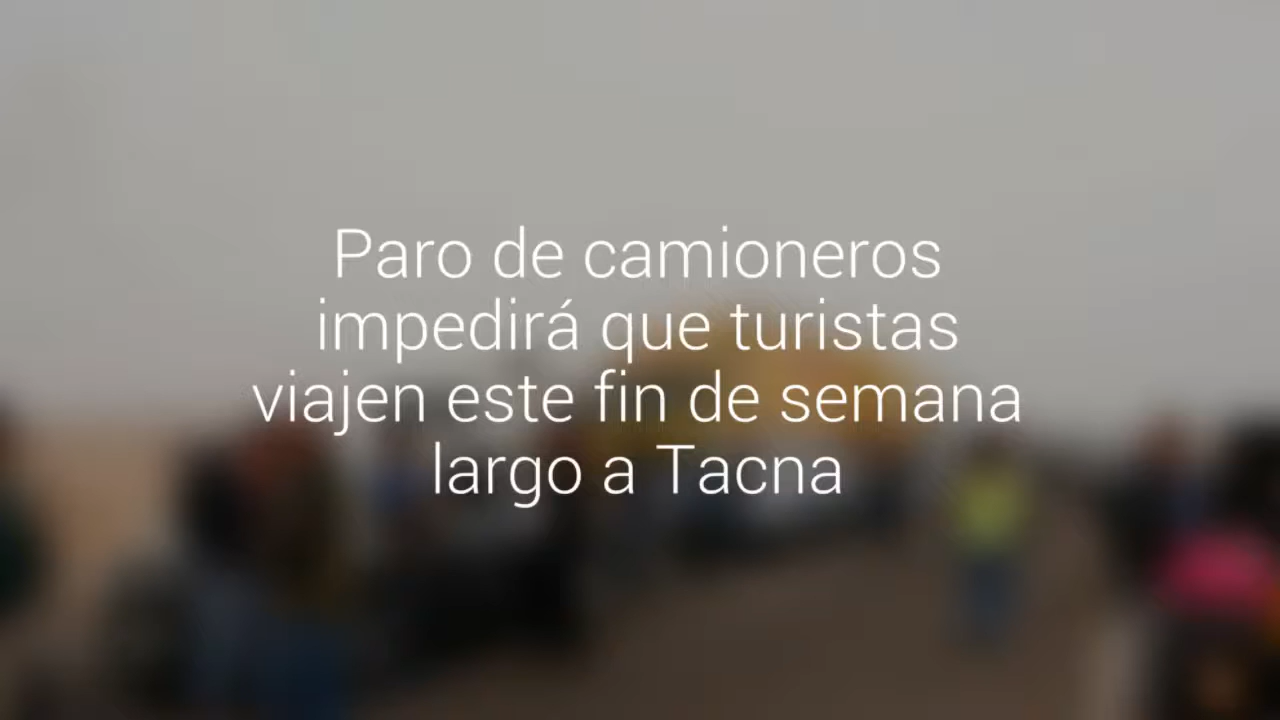 Paro de camioneros
impedirá que turistas
viajen este fin de semana
largo a Tacna